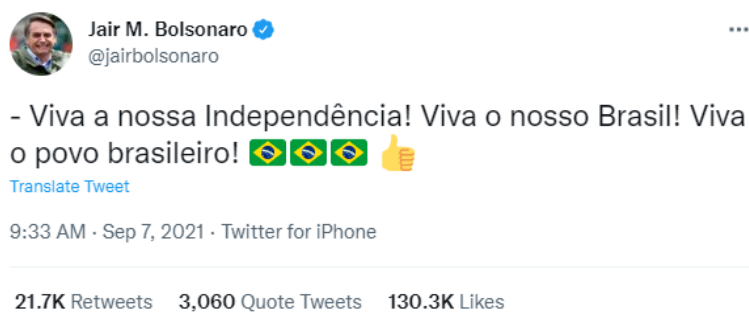 Jair M. Bolsonaro
@jairbolsonaro
- Viva a nossa Independência! Viva o nosso Brasil! Viva
o povo brasileiro! 🇧🇷🇧🇷🇧🇷 👍
Translate Tweet
9:33 AM · Sep 7, 2021 · Twitter for iPhone
21.7K Retweets 3,060 Quote Tweets 130.3K Likes